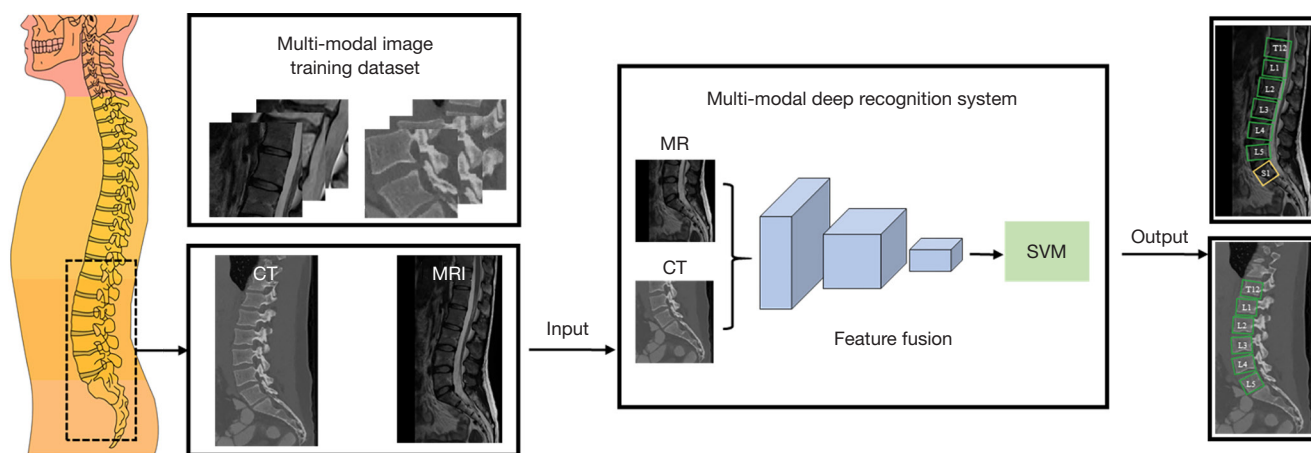 Multi-modal image
training dataset
CT
MRI
Input
Multi-modal deep recognition system
MR
CT
Feature fusion
SVM
Output
T12
L1
L2
L3
L4
L5
S1
T12
L1
L2
L3
L4
L5